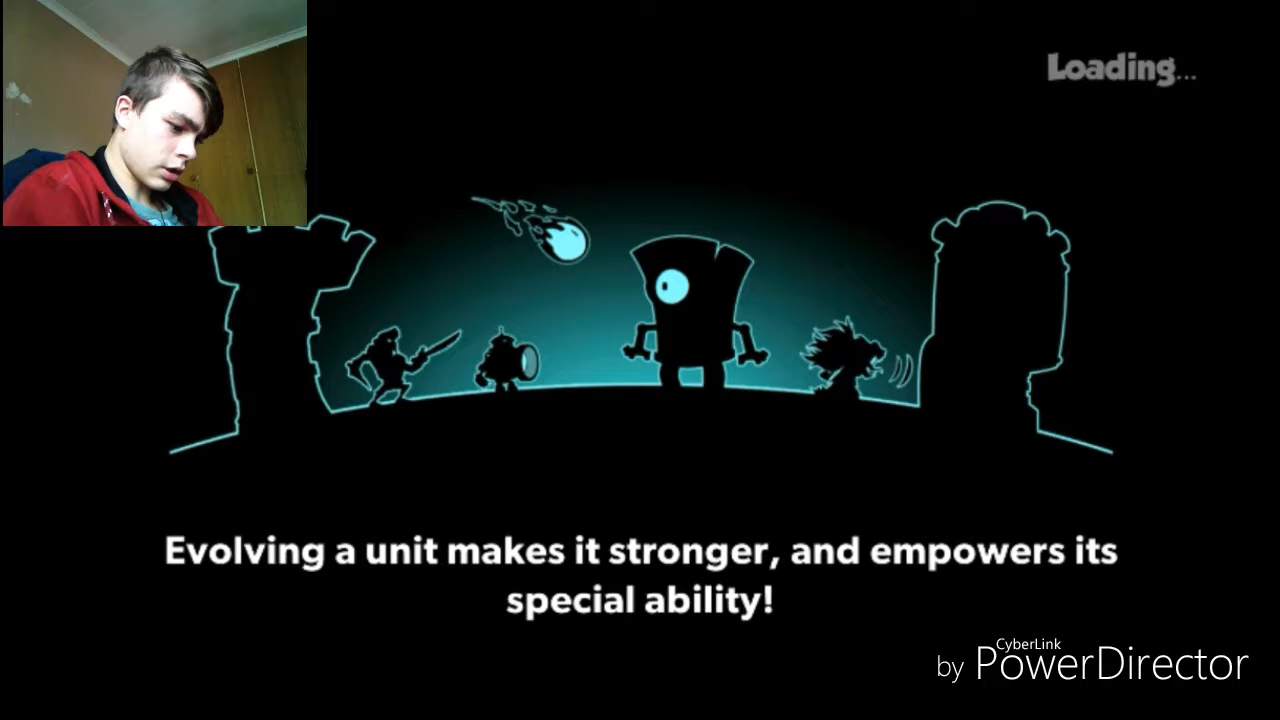 Loading...
Evolving a unit makes it stronger, and empowers its
special ability!
CyberLink
by PowerDirector